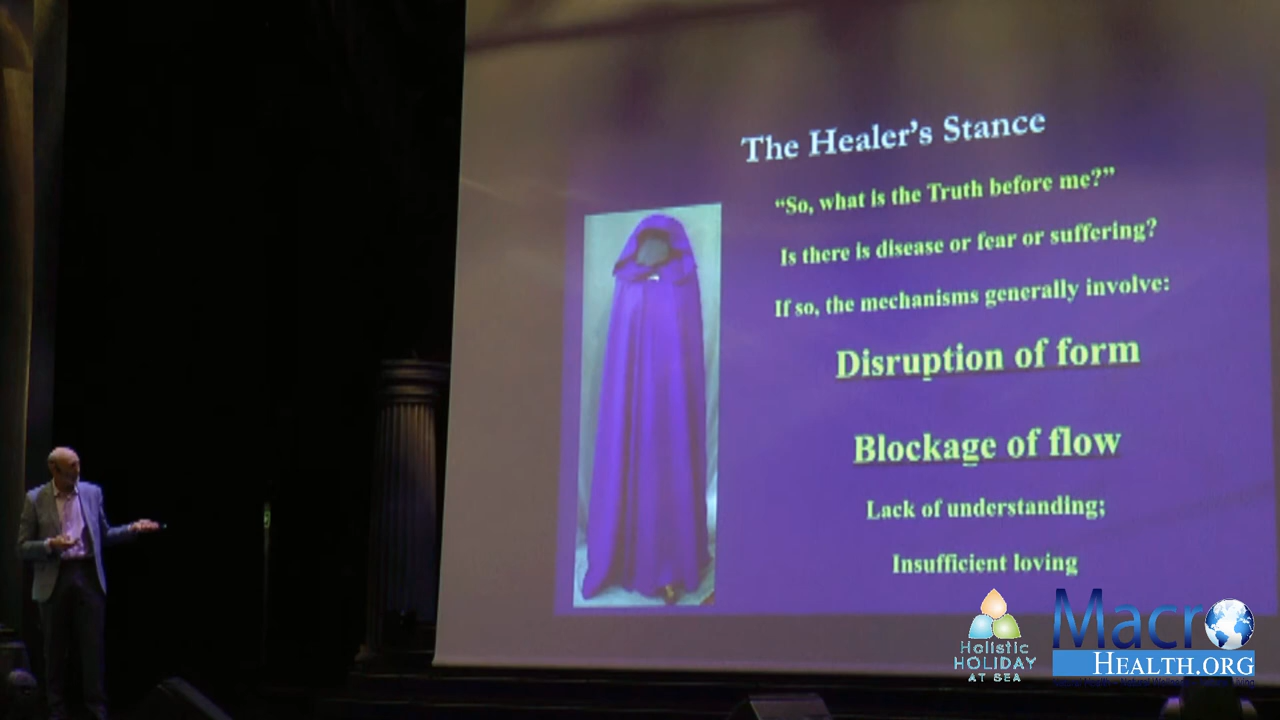 The Healer's Stance
“So, what is the Truth before me?”
Is there is disease or fear or suffering?
If so, the mechanisms generally involve:
Disruption of form
Blockage of flow
Lack of understanding;
Insufficient loving
Holistic
HOLIDAY
AT SEA
Macro
HEALTH.ORG